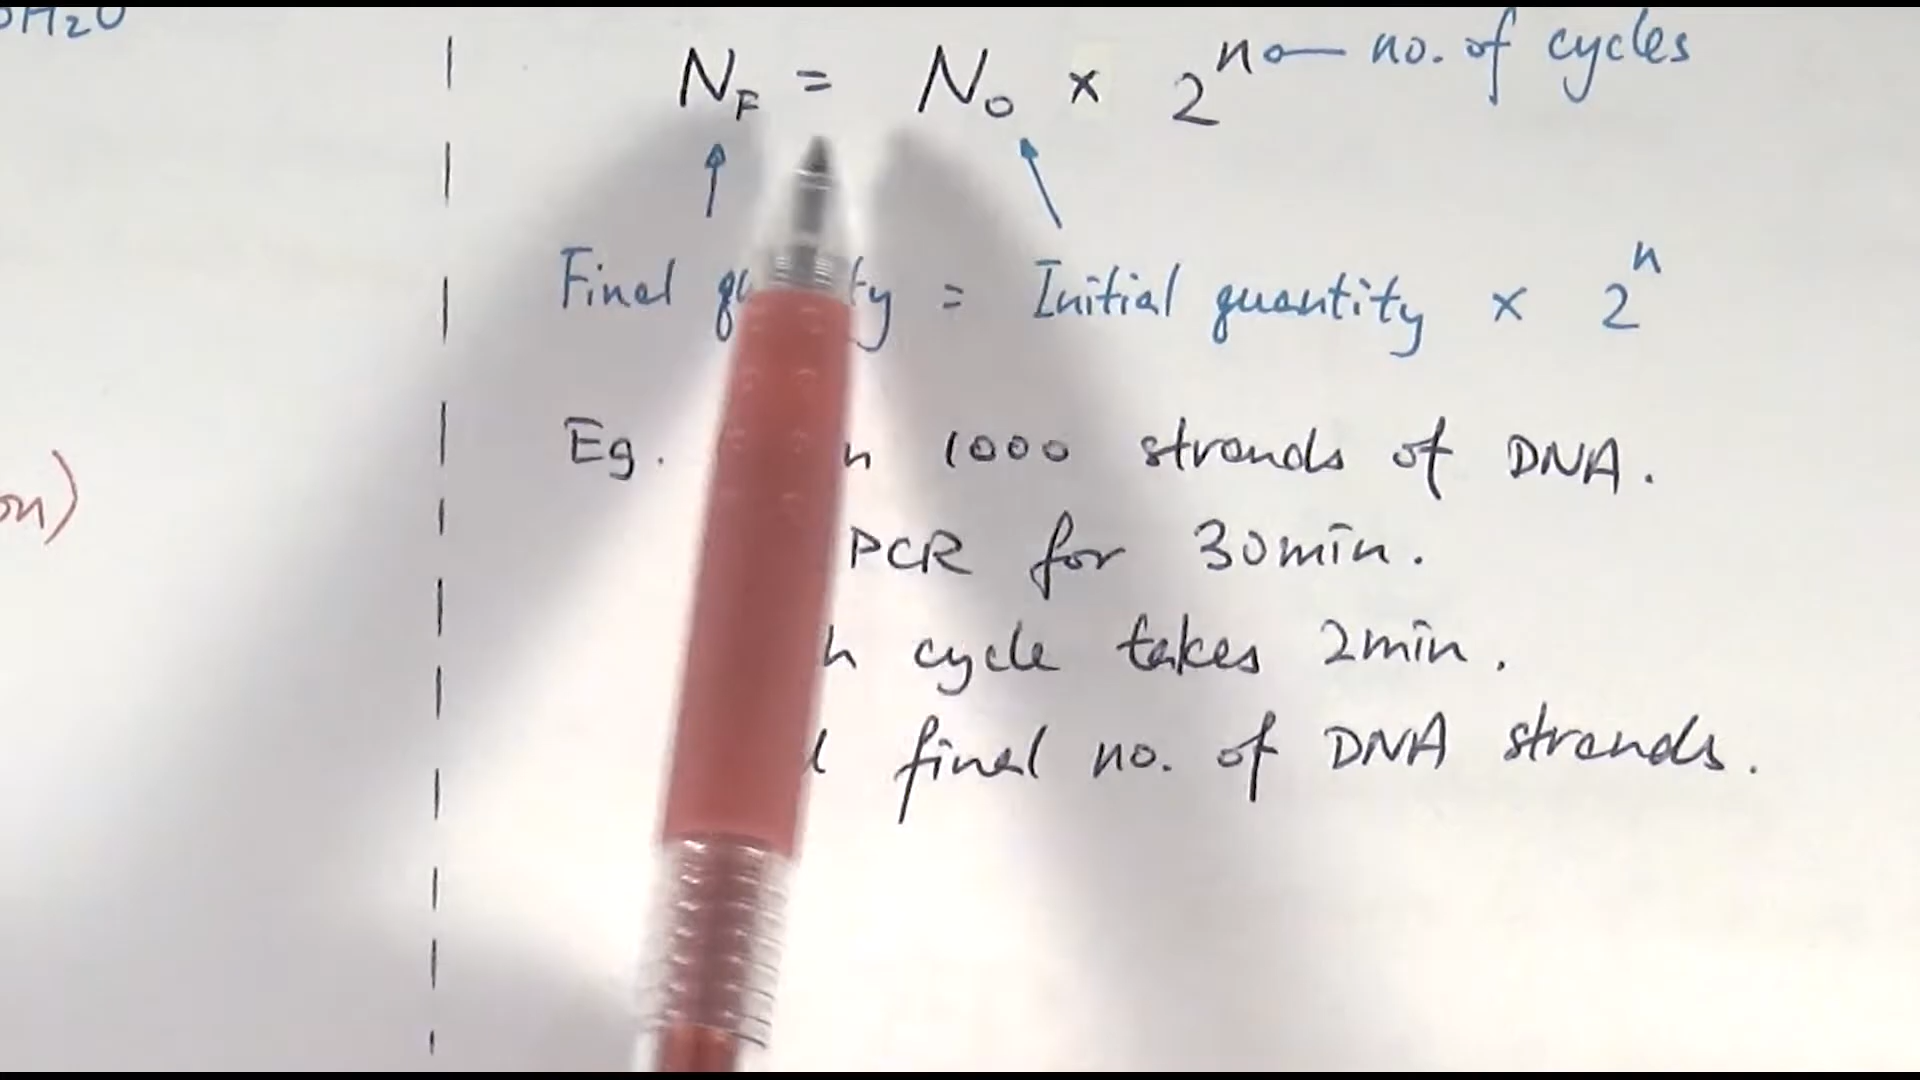 N_F = N_0 × 2^n no. of cycles
Final = Initial quantity × 2^n
Eg. 1000 strands of DNA.
PCR for 30min.
cycle takes 2min.
final no. of DNA strands.